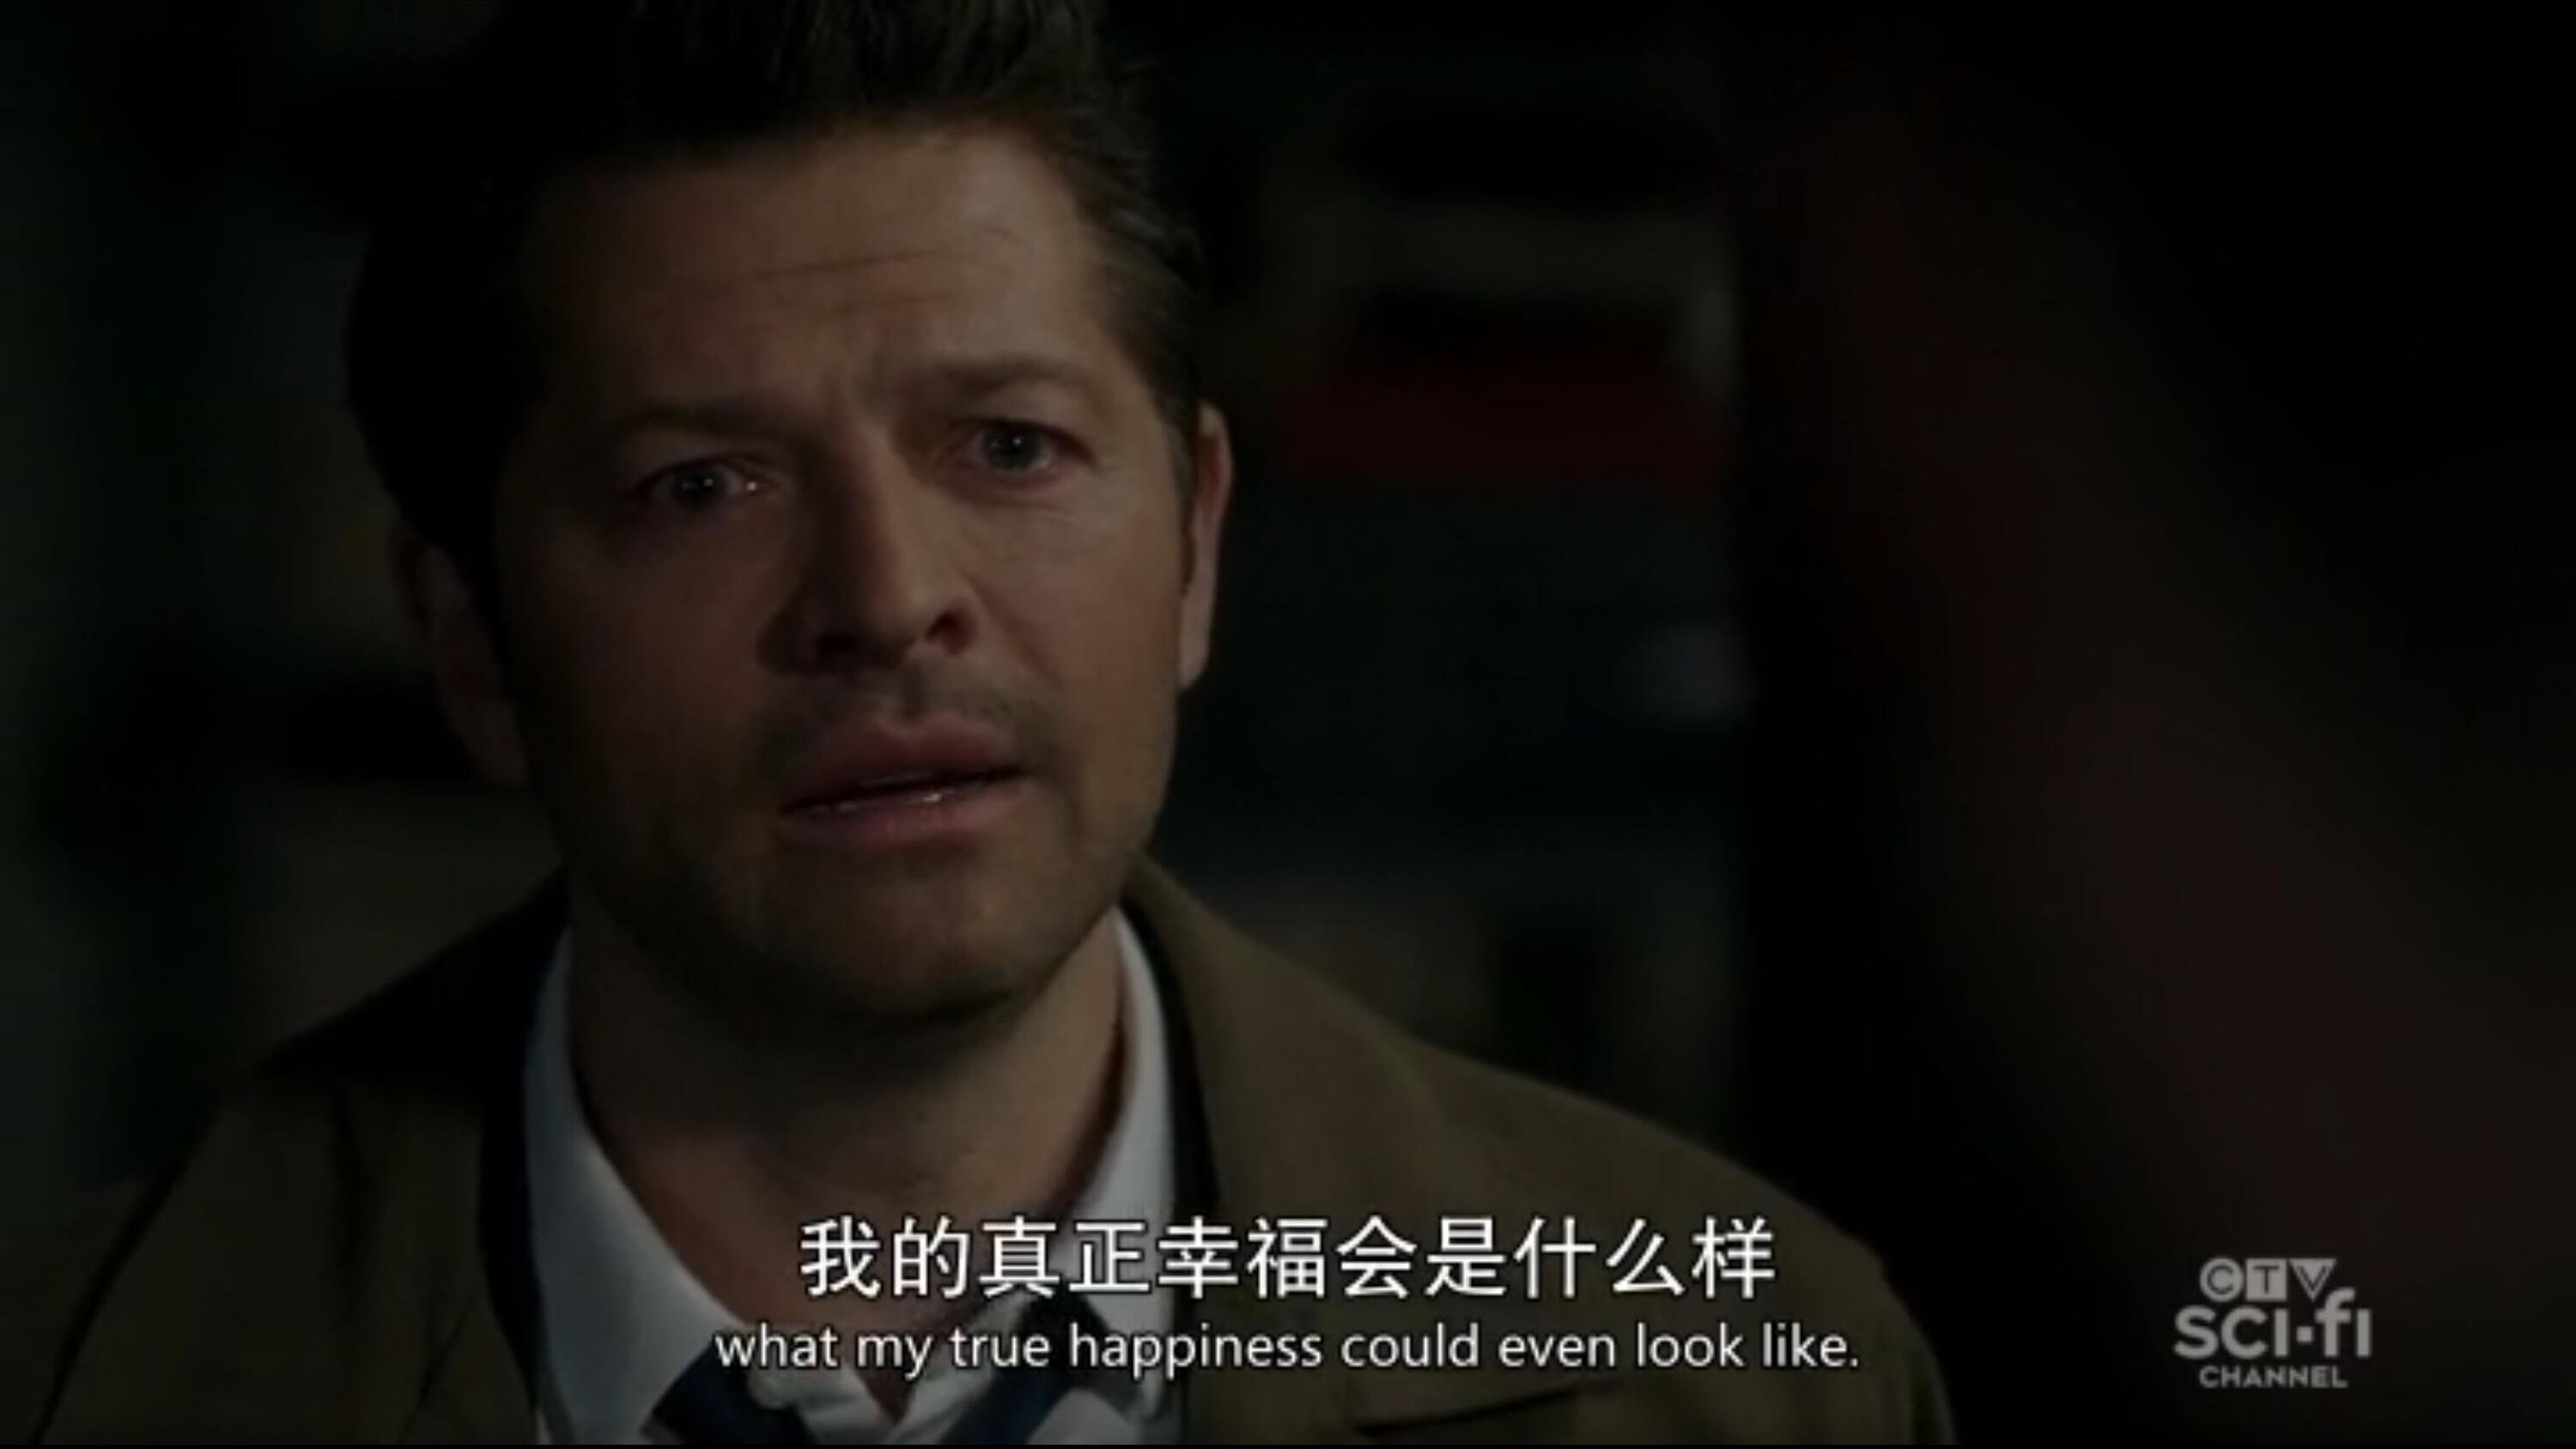 我的真正幸福会是什么样
what my true happiness could even look like.
CTV
SCI-FI
CHANNEL